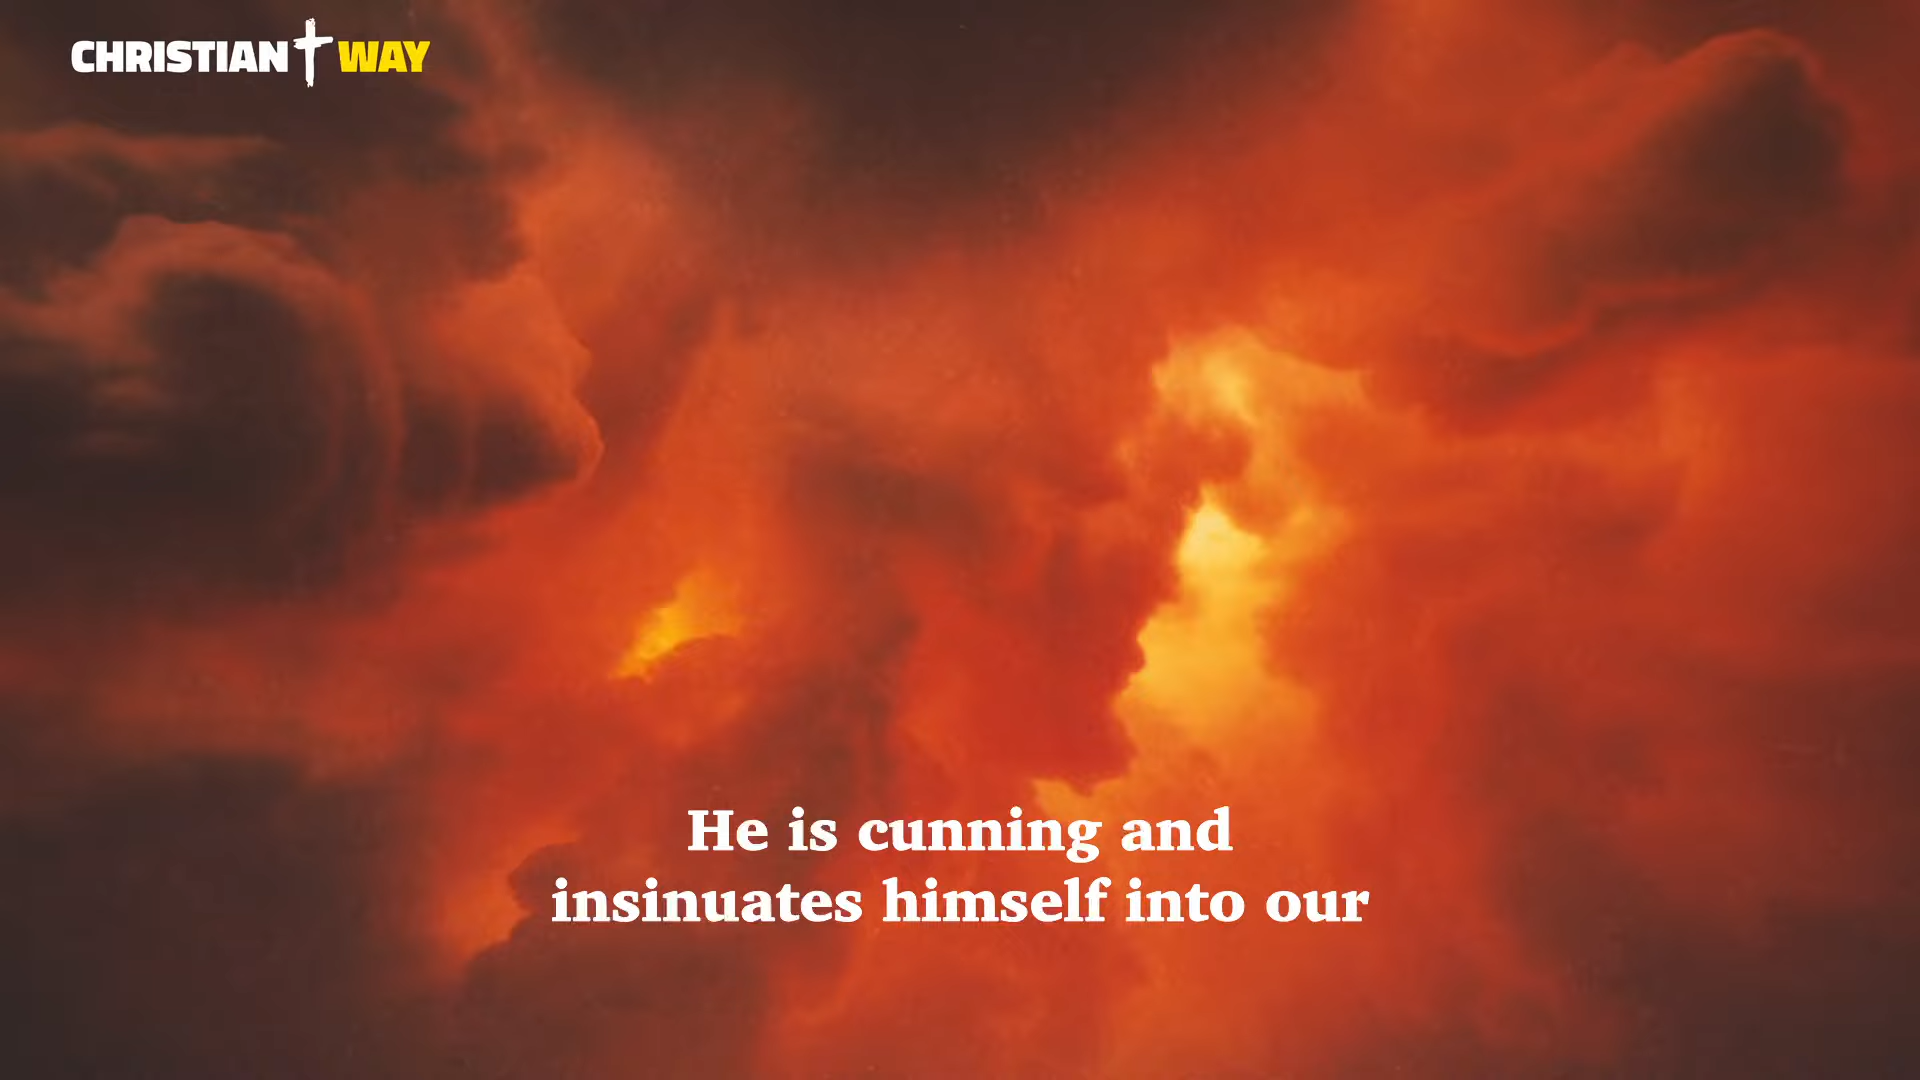 CHRISTIAN WAY
He is cunning and
insinuates himself into our